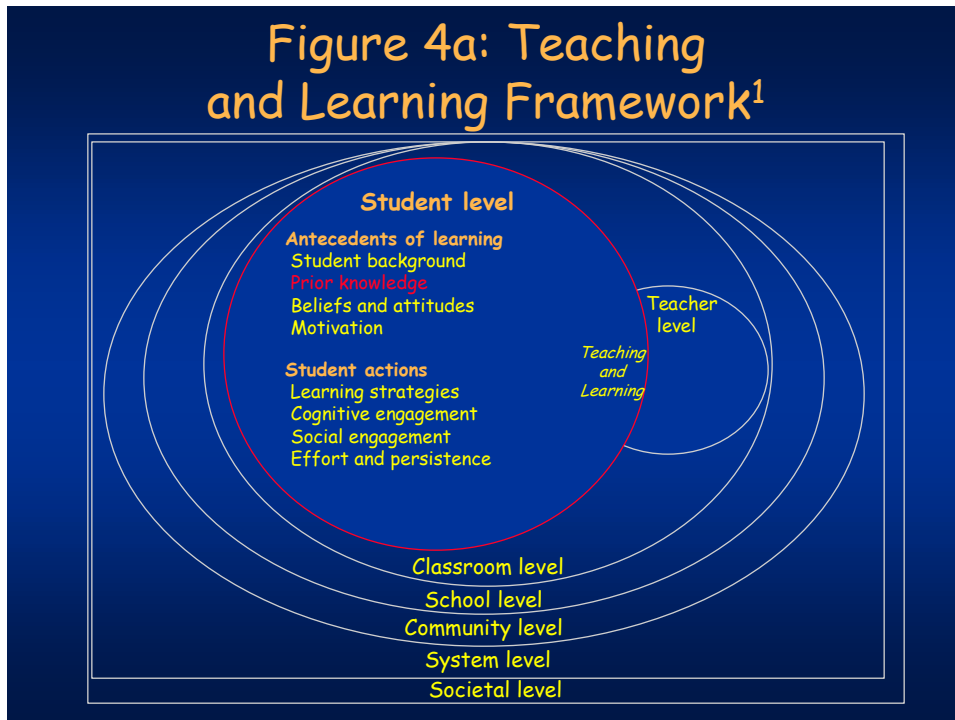 Figure 4a: Teaching
and Learning Framework1
Student level
Antecedents of learning
Student background
Prior knowledge
Beliefs and attitudes
Motivation
Student actions
Learning strategies
Cognitive engagement
Social engagement
Effort and persistence
Teacher
level
Teaching
and
Learning
Classroom level
School level
Community level
System level
Societal level